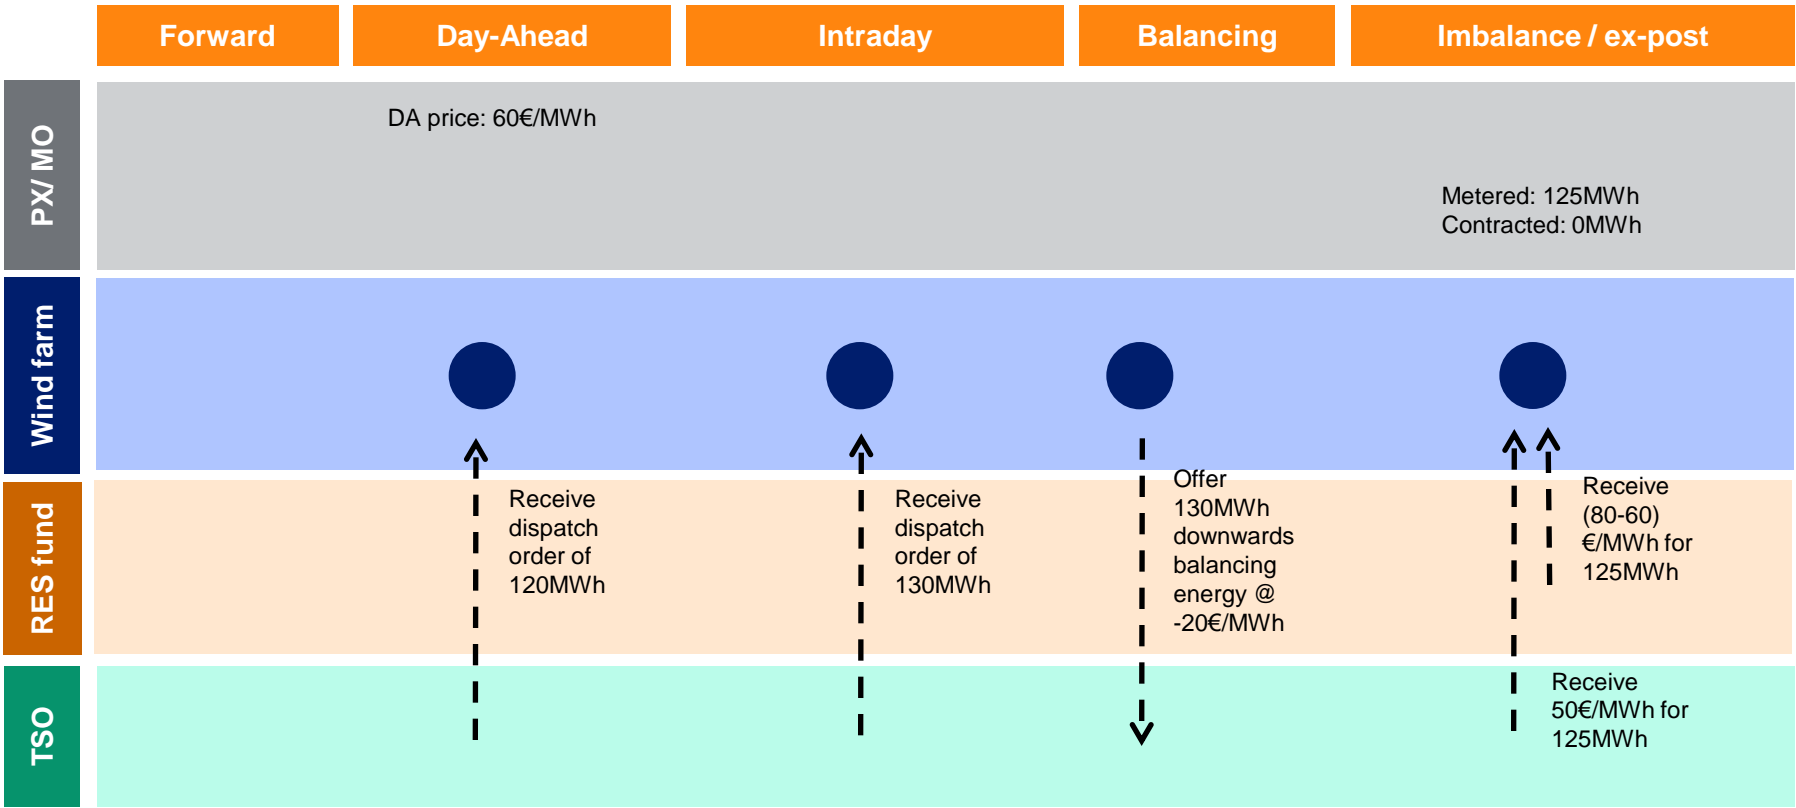 Forward
Day-Ahead
Intraday
Balancing
Imbalance / ex-post
PX/ MO
DA price: 60€/MWh
Metered: 125MWh
Contracted: 0MWh
Wind farm
RES fund
Receive
dispatch
order of
120MWh
Receive
dispatch
order of
130MWh
Offer
130MWh
downwards
balancing
energy @
-20€/MWh
Receive
(80-60)
€/MWh for
125MWh
TSO
Receive
50€/MWh for
125MWh